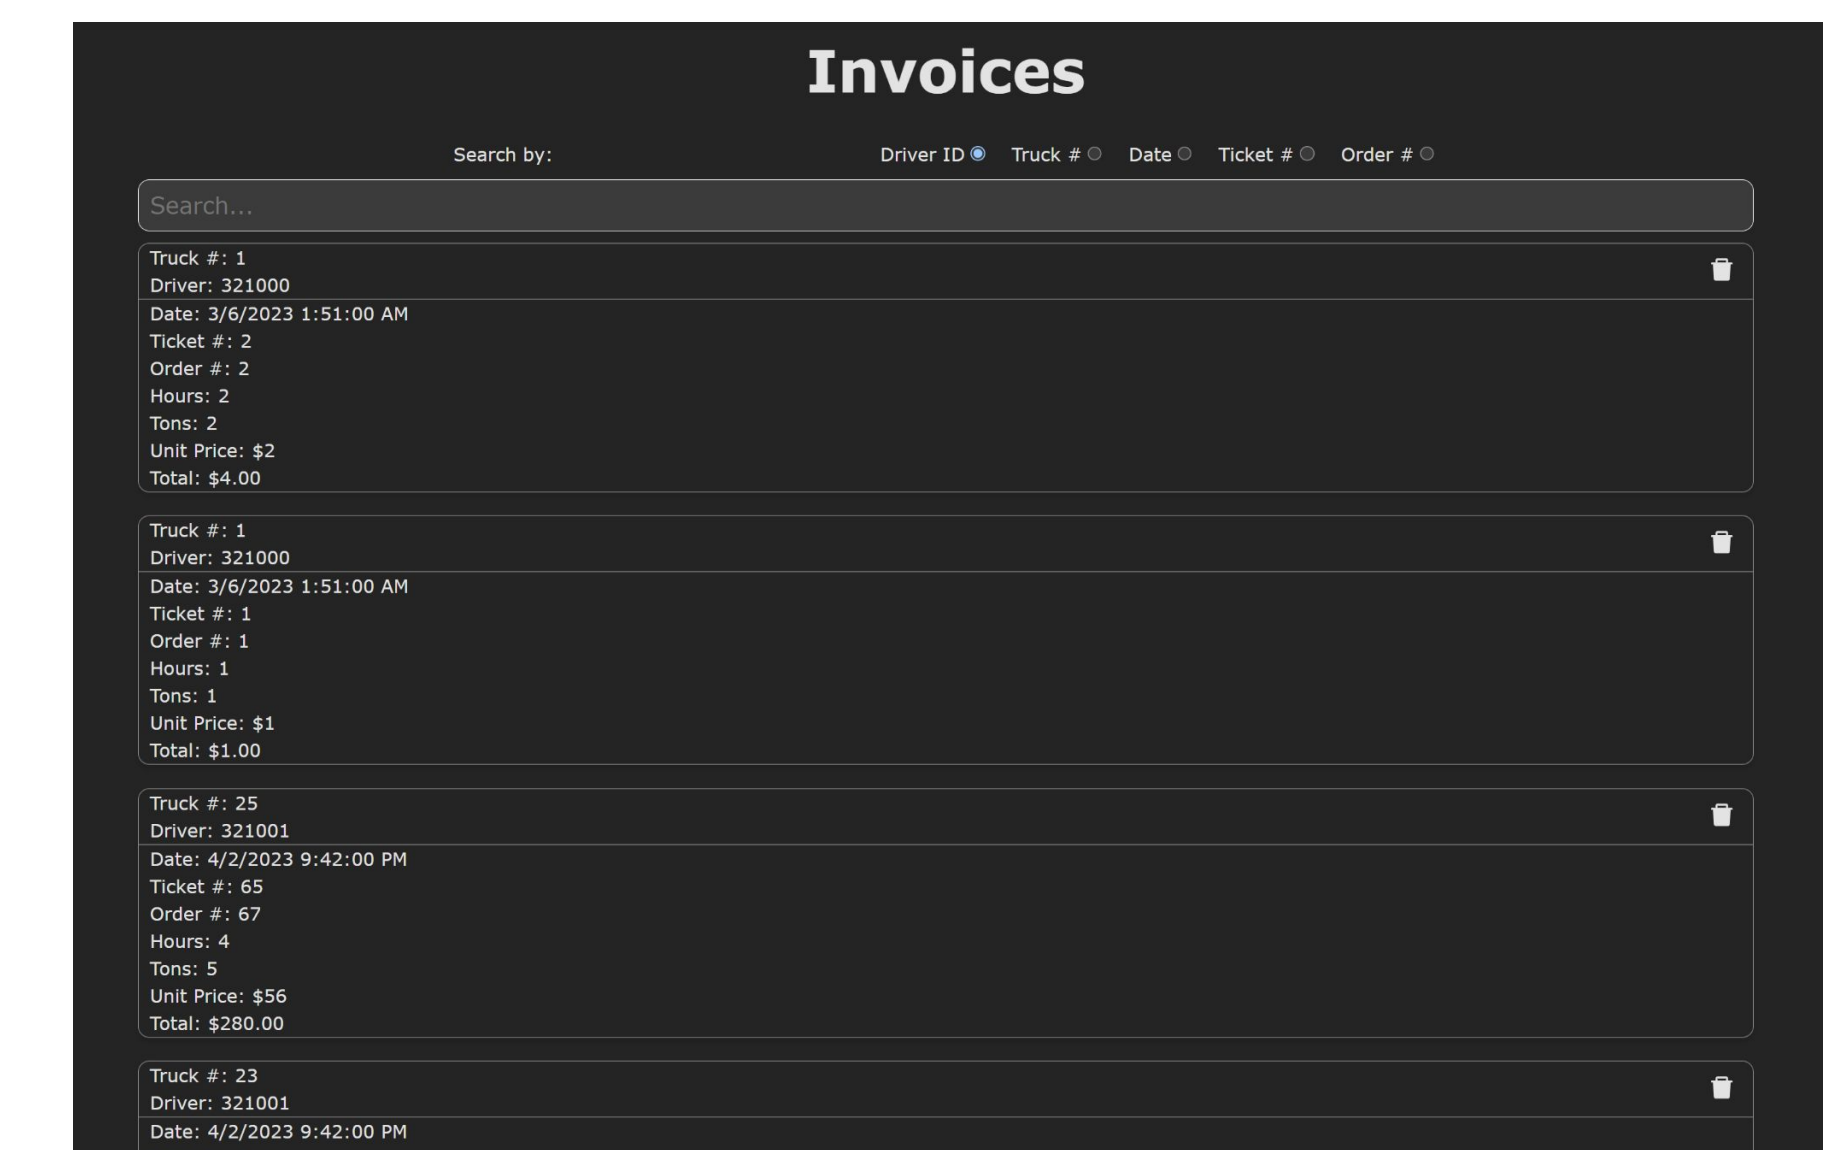 Invoices
Search by: Driver ID Truck # Date Ticket # Order #
Search...
Truck #: 1
Driver: 321000
Date: 3/6/2023 1:51:00 AM
Ticket #: 2
Order #: 2
Hours: 2
Tons: 2
Unit Price: $2
Total: $4.00
Truck #: 1
Driver: 321000
Date: 3/6/2023 1:51:00 AM
Ticket #: 1
Order #: 1
Hours: 1
Tons: 1
Unit Price: $1
Total: $1.00
Truck #: 25
Driver: 321001
Date: 4/2/2023 9:42:00 PM
Ticket #: 65
Order #: 67
Hours: 4
Tons: 5
Unit Price: $56
Total: $280.00
Truck #: 23
Driver: 321001
Date: 4/2/2023 9:42:00 PM